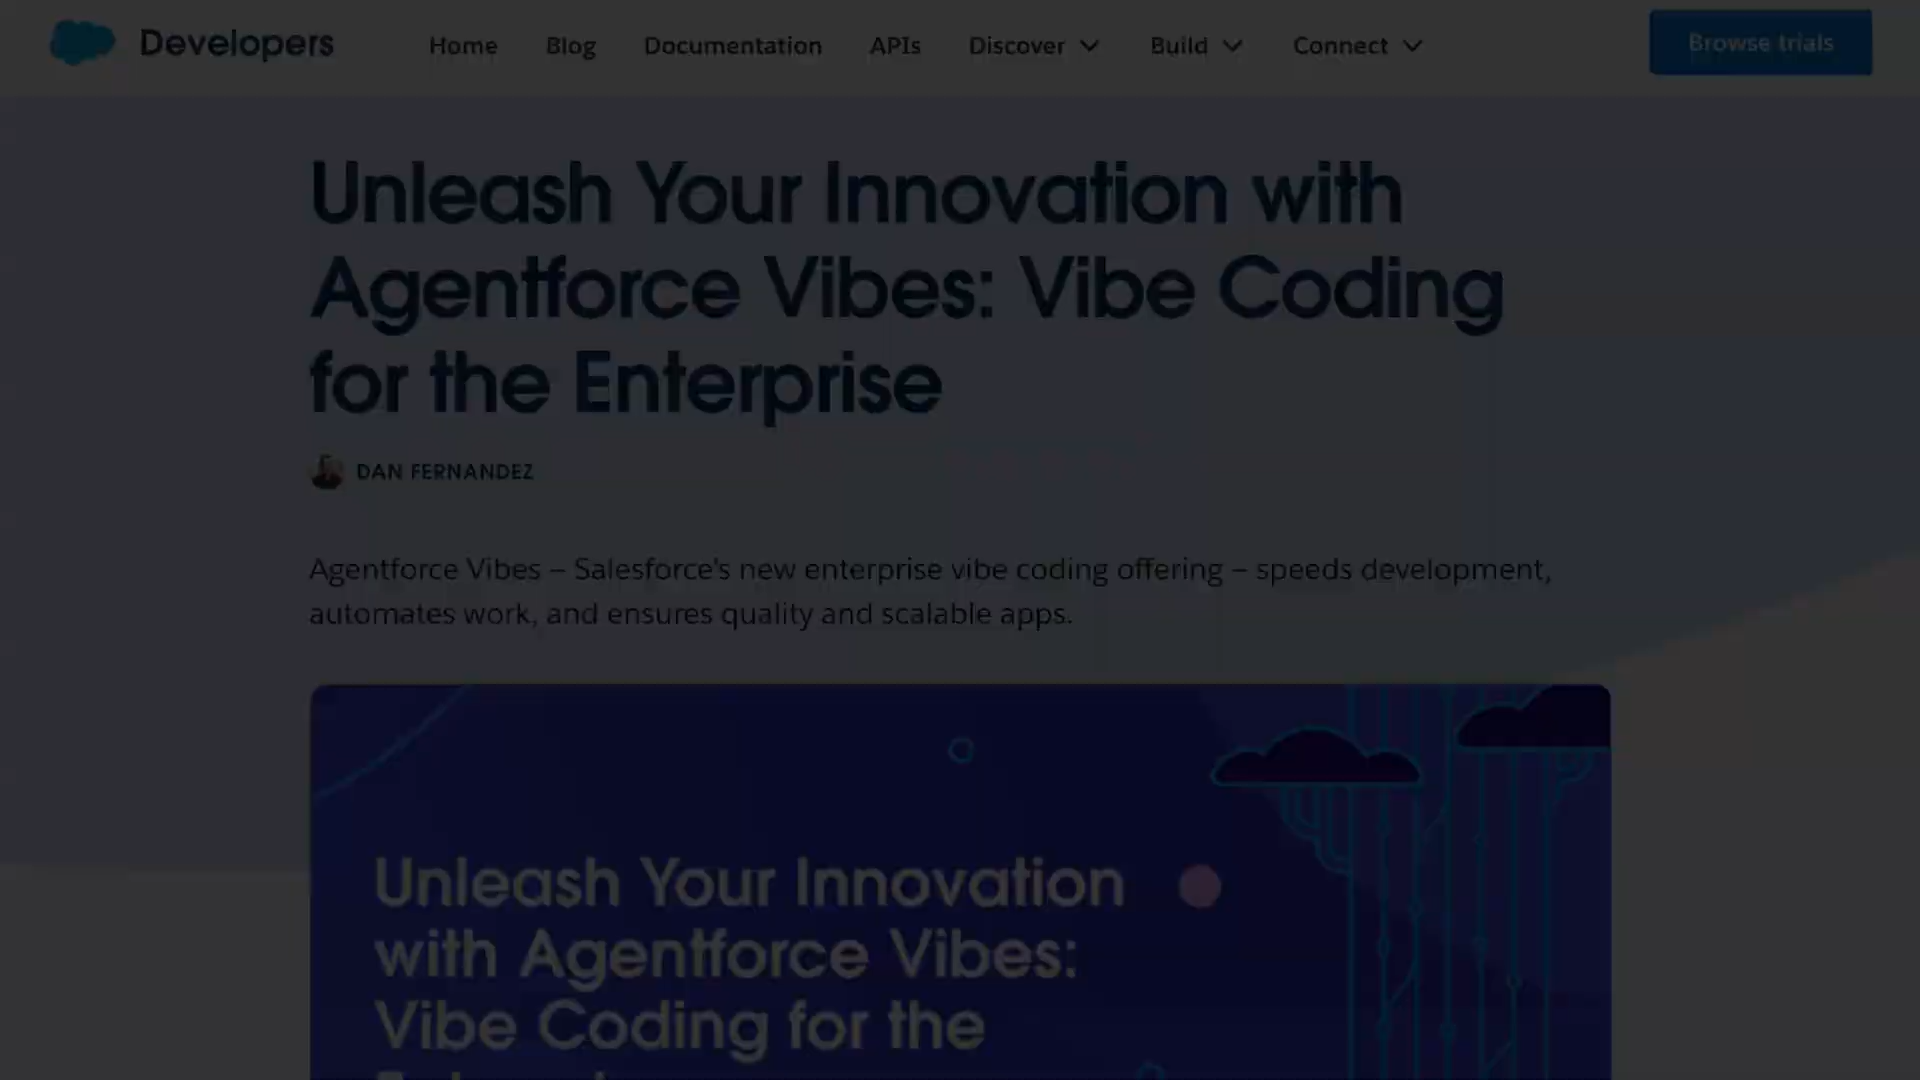 Developers
Home Blog Documentation APIs Discover Build Connect
Browse trials
Unleash Your Innovation with
Agentforce Vibes: Vibe Coding
for the Enterprise
DAN FERNANDEZ
Agentforce Vibes – Salesforce's new enterprise vibe coding offering – speeds development,
automates work, and ensures quality and scalable apps.
Unleash Your Innovation
with Agentforce Vibes:
Vibe Coding for the